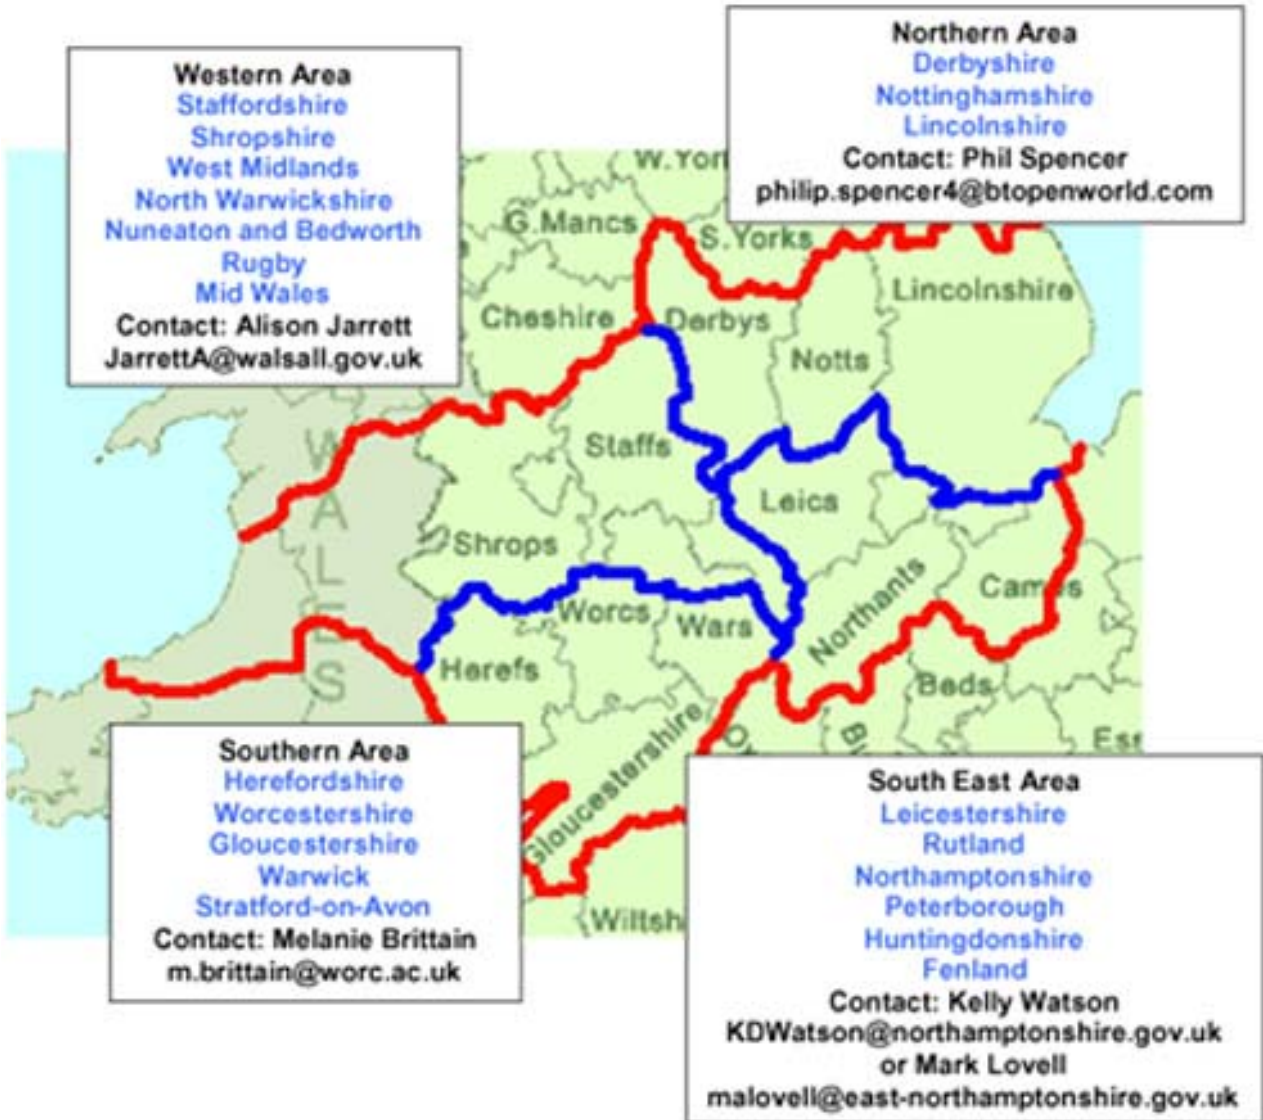 Western Area
Staffordshire
Shropshire
West Midlands
North Warwickshire
Nuneaton and Bedworth
Rugby
Mid Wales
Contact: Alison Jarrett
JarrettA@walsall.gov.uk
Northern Area
Derbyshire
Nottinghamshire
Lincolnshire
Contact: Phil Spencer
philip.spencer4@btopenworld.com
W.Yor
G.Mancs
S.Yorks
Lincolnshire
Cheshire
Derbys
Notts
WALES
Staffs
Leics
Shrops
Northants
Worcs
Wars
Herefs
Beds
Gloucestershire
Wiltsh
Southern Area
Herefordshire
Worcestershire
Gloucestershire
Warwick
Stratford-on-Avon
Contact: Melanie Brittain
m.brittain@worc.ac.uk
South East Area
Leicestershire
Rutland
Northamptonshire
Peterborough
Huntingdonshire
Fenland
Contact: Kelly Watson
KDWatson@northamptonshire.gov.uk
or Mark Lovell
malovell@east-northamptonshire.gov.uk